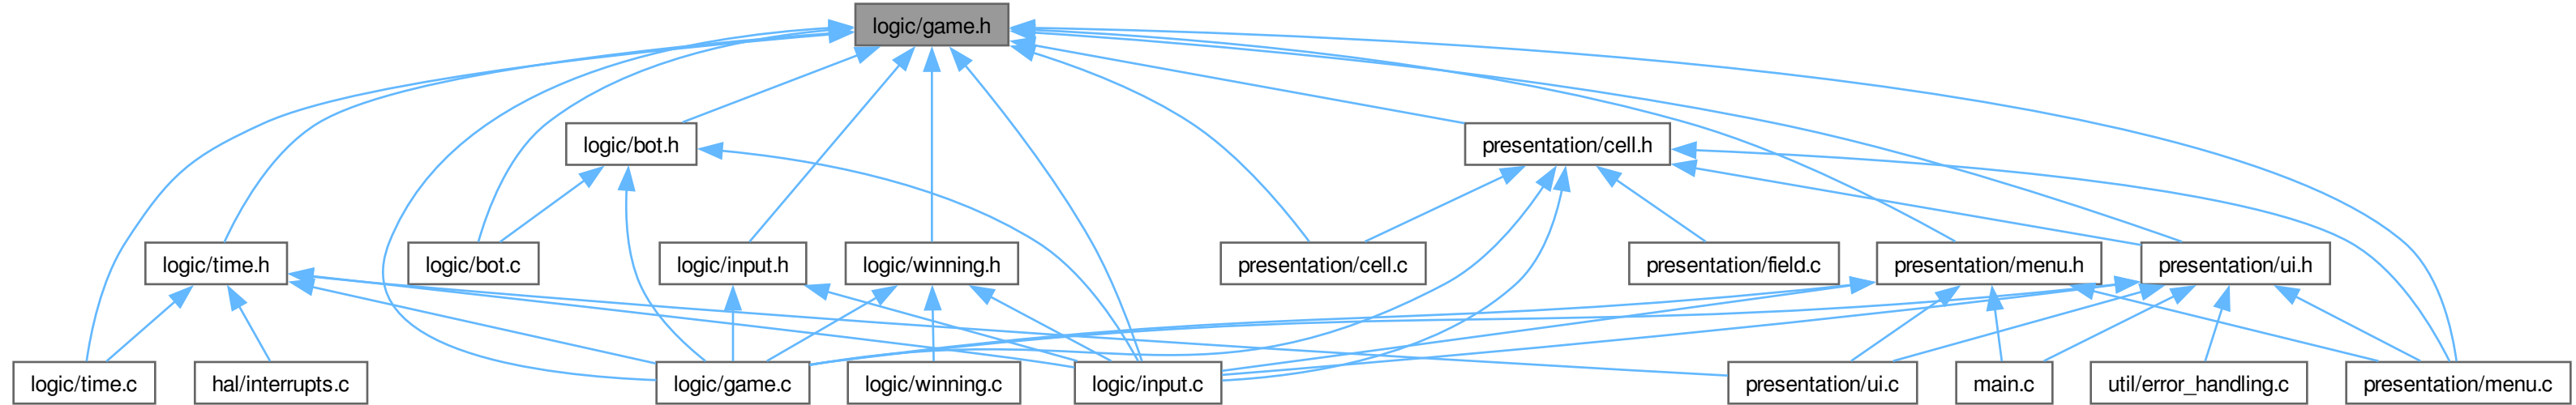 logic/game.h
logic/bot.h
presentation/cell.h
logic/time.h
logic/bot.c
logic/input.h
logic/winning.h
presentation/cell.c
presentation/field.c
presentation/menu.h
presentation/ui.h
logic/time.c
hal/interrupts.c
logic/game.c
logic/winning.c
logic/input.c
presentation/ui.c
main.c
util/error_handling.c
presentation/menu.c